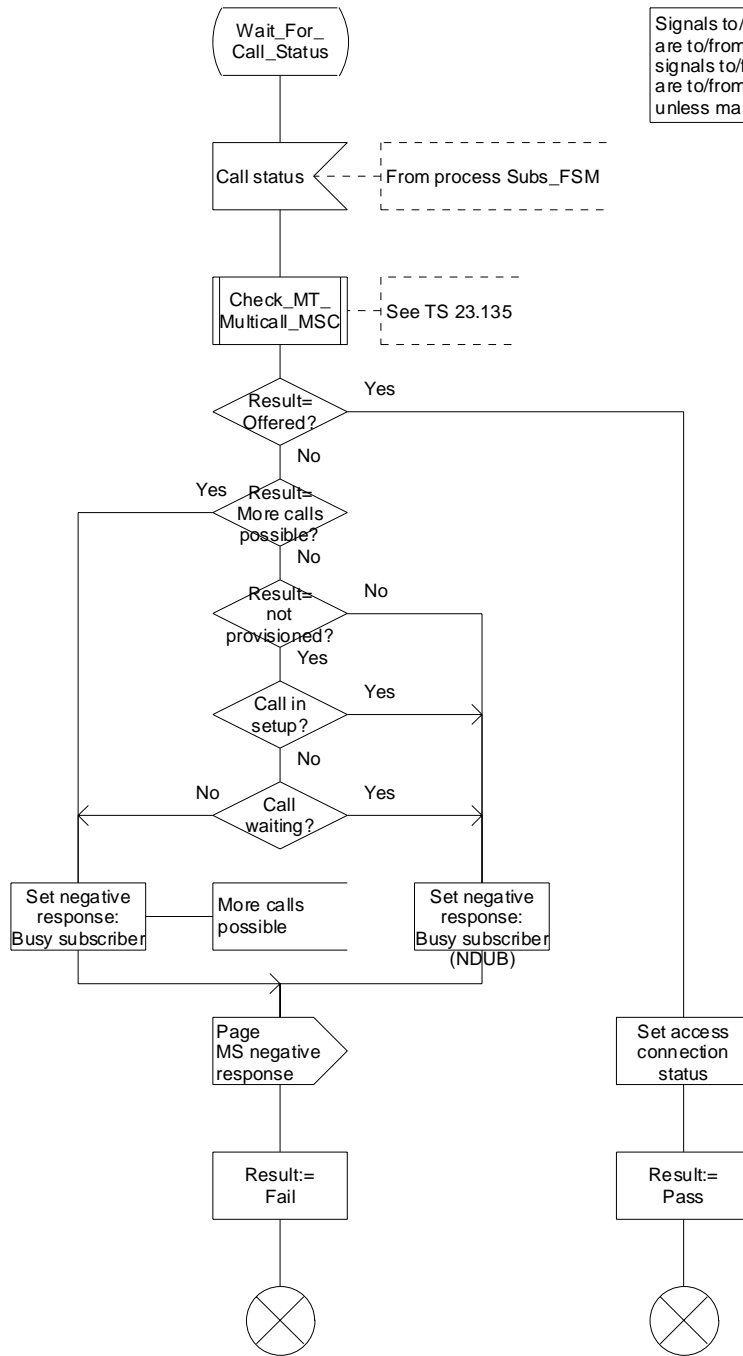 Wait_For_
Call_Status
Signals to/
are to/from
signals to/f
are to/from
unless ma
Call status
From process Subs_FSM
Check_MT_
Multicall_MSC
See TS 23.135
Result=
Offered?
Yes
No
Yes
Result=
More calls
possible?
No
Result=
not
provisioned?
No
Yes
Call in
setup?
Yes
No
No
Call
waiting?
Yes
Set negative
response:
Busy subscriber
More calls
possible
Set negative
response:
Busy subscriber
(NDUB)
Page
MS negative
response
Set access
connection
status
Result:=
Fail
Result:=
Pass